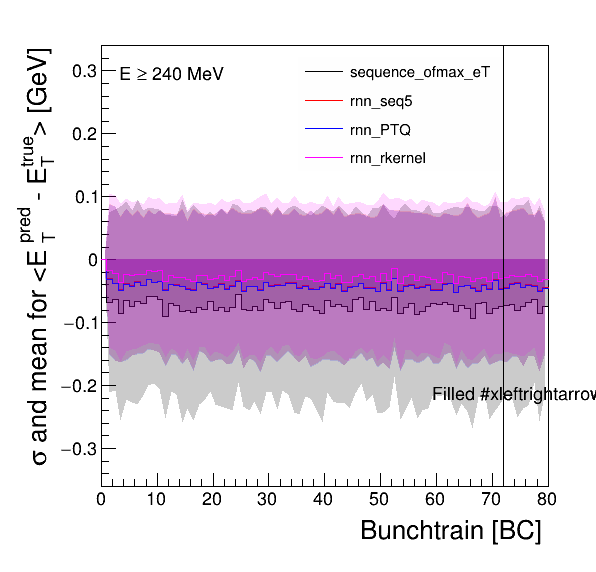 E ≥ 240 MeV
sequence_ofmax_eT
rnn_seq5
rnn_PTQ
rnn_rkernel
σ and mean for <E_T^pred - E_T^true> [GeV]
0.3
0.2
0.1
0
−0.1
−0.2
−0.3
Filled #xleftrightarrow
0 10 20 30 40 50 60 70 80
Bunchtrain [BC]